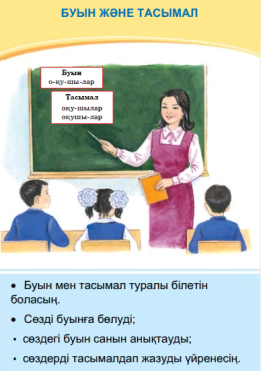 БУЫН ЖӘНЕ ТАСЫМАЛ
Буын
о-қу-шы-лар
Тасымал
оқу-шылар
оқушы-лар
• Буын мен тасымал туралы білетін
боласың.
• Сөзді буынға бөлуді;
• сөздегі буын санын анықтауды;
• сөздерді тасымалдап жазуды үйренесің.